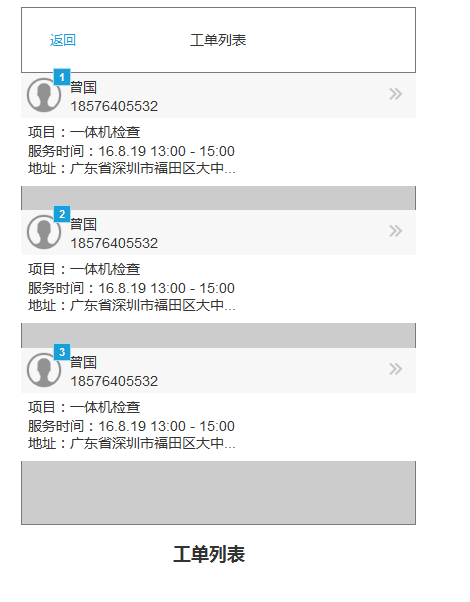 返回
工单列表
1
曾国
18576405532
项目：一体机检查
服务时间：16.8.19 13:00 - 15:00
地址：广东省深圳市福田区大中...
2
曾国
18576405532
项目：一体机检查
服务时间：16.8.19 13:00 - 15:00
地址：广东省深圳市福田区大中...
3
曾国
18576405532
项目：一体机检查
服务时间：16.8.19 13:00 - 15:00
地址：广东省深圳市福田区大中...
工单列表